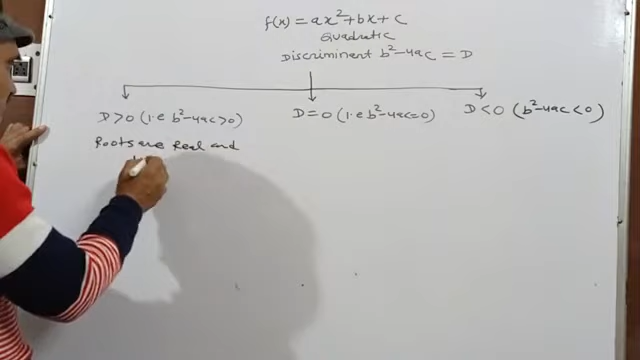 f(x) = ax²+bx+c
Quadratic
Discriminant b²-4ac = D
D>0 (i.e b²-4ac>0)
D=0 (i.e b²-4ac=0)
D<0 (b²-4ac<0)
Roots are Real and